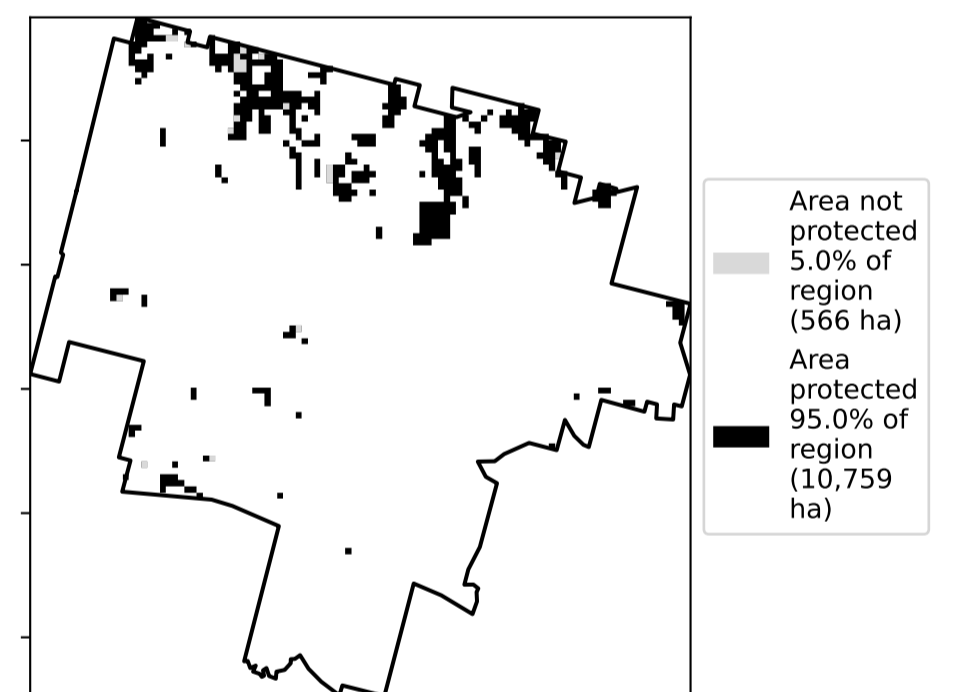 Area not
protected
5.0% of
region
(566 ha)
Area
protected
95.0% of
region
(10,759
ha)